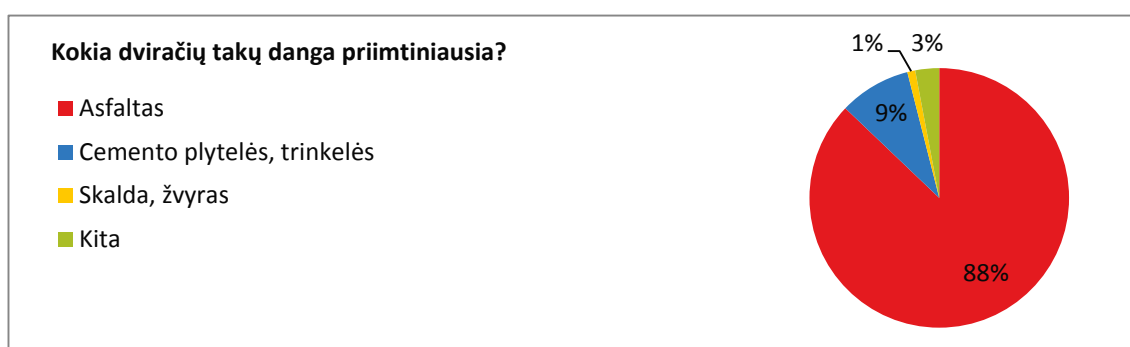 Kokia dviračių takų danga priimtiniausia?
Asfaltas
Cemento plytelės, trinkelės
Skalda, žvyras
Kita
1%
3%
9%
88%